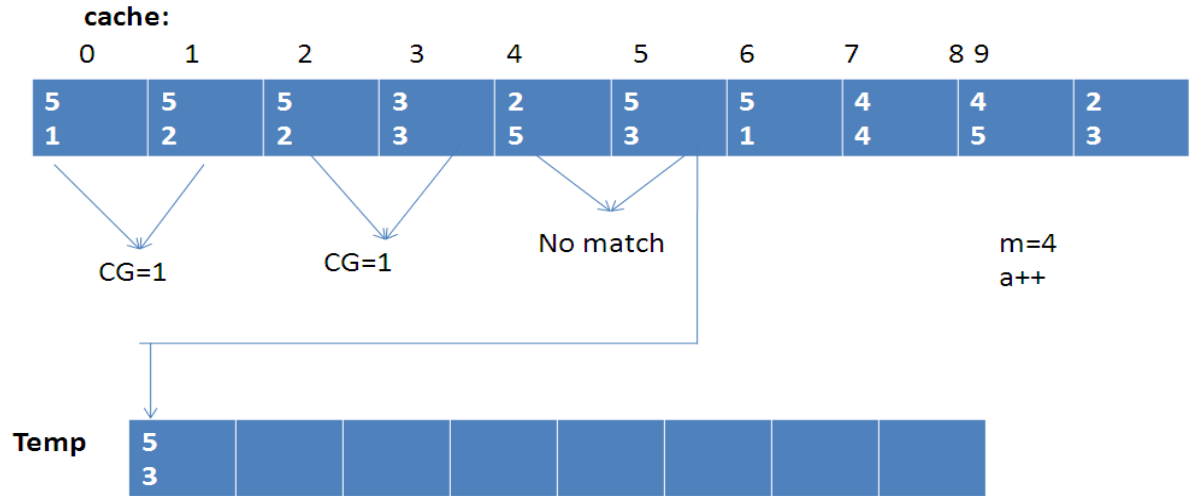 cache:
0 1 2 3 4 5 6 7 8 9
5 5 5 3 2 5 5 4 4 2
1 2 2 3 5 3 1 4 5 3
CG=1 CG=1 No match m=4
a++
Temp 5
3